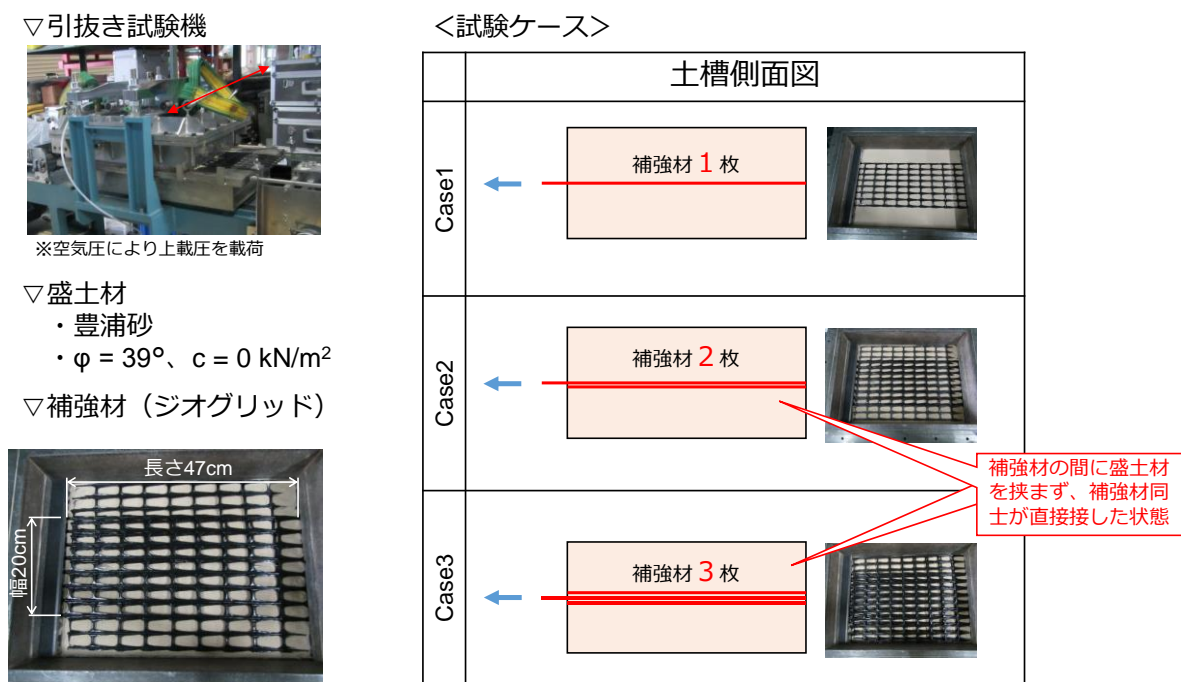 ▽引抜き試験機
※空気圧により上載圧を載荷
▽盛土材
・豊浦砂
・φ = 39°、c = 0 kN/m²
▽補強材（ジオグリッド）
長さ47cm
幅20cm
＜試験ケース＞
土槽側面図
Case1
補強材 1 枚
Case2
補強材 2 枚
補強材の間に盛土材
を挟まず、補強材同
士が直接接した状態
Case3
補強材 3 枚